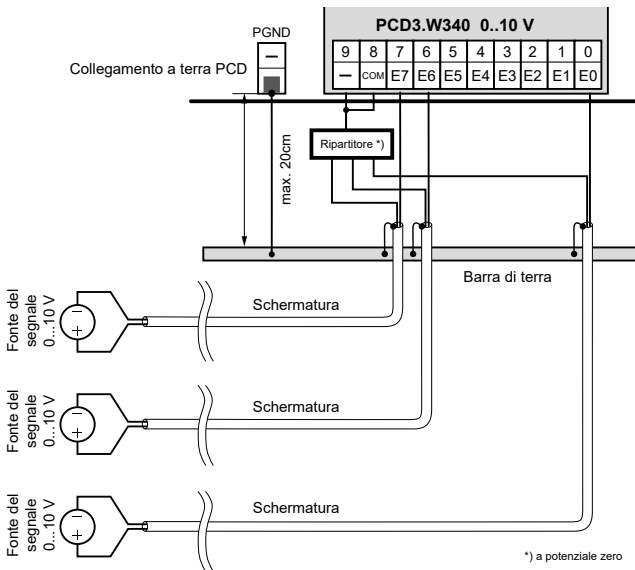 PCD3.W340 0..10 V
PGND
9 8 7 6 5 4 3 2 1 0
– COM E7 E6 E5 E4 E3 E2 E1 E0
–
Collegamento a terra PCD
Ripartitore *)
max. 20cm
Barra di terra
Fonte del
segnale
0...10 V
–
+
Schermatura
Fonte del
segnale
0...10 V
–
+
Schermatura
Fonte del
segnale
0...10 V
–
+
Schermatura
*) a potenziale zero